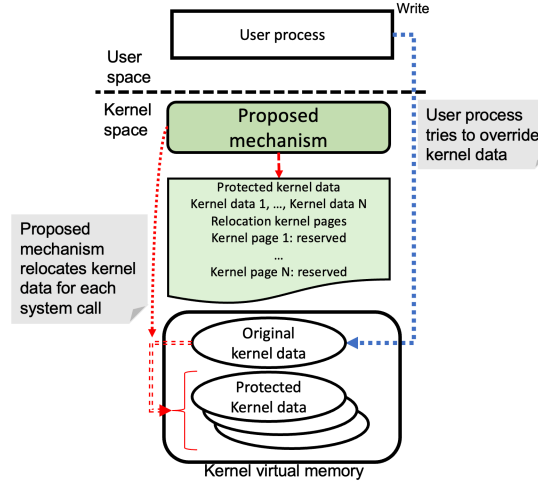 Write
User process
User
space
Kernel
space
Proposed
mechanism
User process
tries to override
kernel data
Protected kernel data
Kernel data 1, …, Kernel data N
Relocation kernel pages
Kernel page 1: reserved
…
Kernel page N: reserved
Proposed
mechanism
relocates kernel
data for each
system call
Original
kernel data
Protected
Kernel data
Kernel virtual memory